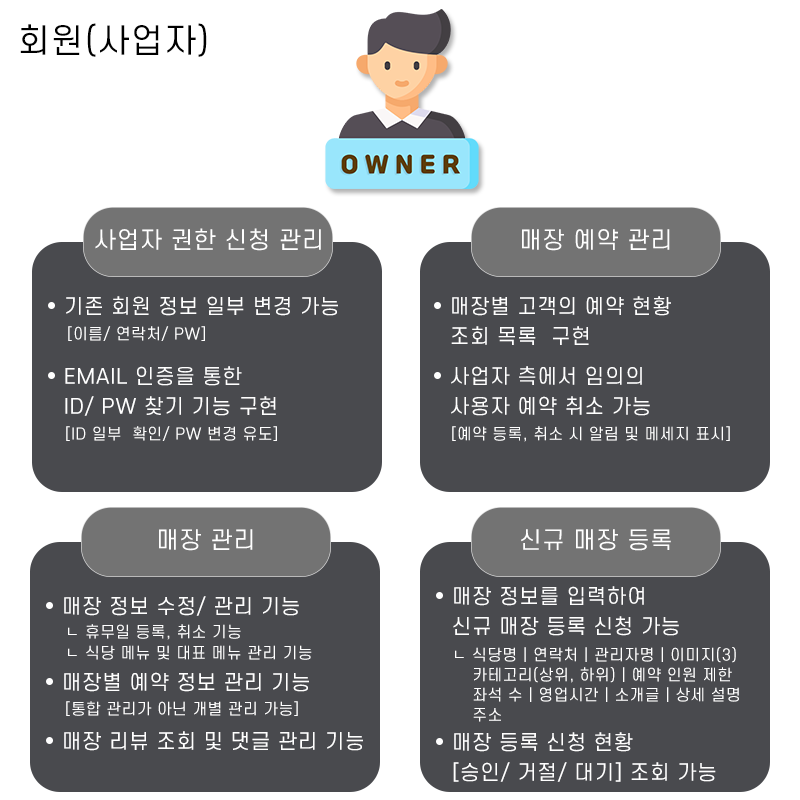 회원(사업자)
OWNER
사업자 권한 신청 관리
• 기존 회원 정보 일부 변경 가능
[이름/ 연락처/ PW]
• EMAIL 인증을 통한
ID/ PW 찾기 기능 구현
[ID 일부 확인/ PW 변경 유도]
매장 예약 관리
• 매장별 고객의 예약 현황
조회 목록 구현
• 사업자 측에서 임의의
사용자 예약 취소 가능
[예약 등록, 취소 시 알림 및 메세지 표시]
매장 관리
• 매장 정보 수정/ 관리 기능
ㄴ 휴무일 등록, 취소 기능
ㄴ 식당 메뉴 및 대표 메뉴 관리 기능
• 매장별 예약 정보 관리 기능
[통합 관리가 아닌 개별 관리 가능]
• 매장 리뷰 조회 및 댓글 관리 기능
신규 매장 등록
• 매장 정보를 입력하여
신규 매장 등록 신청 가능
ㄴ 식당명 | 연락처 | 관리자명 | 이미지(3)
카테고리(상위, 하위) | 예약 인원 제한
좌석 수 | 영업시간 | 소개글 | 상세 설명
주소
• 매장 등록 신청 현황
[승인/ 거절/ 대기] 조회 가능